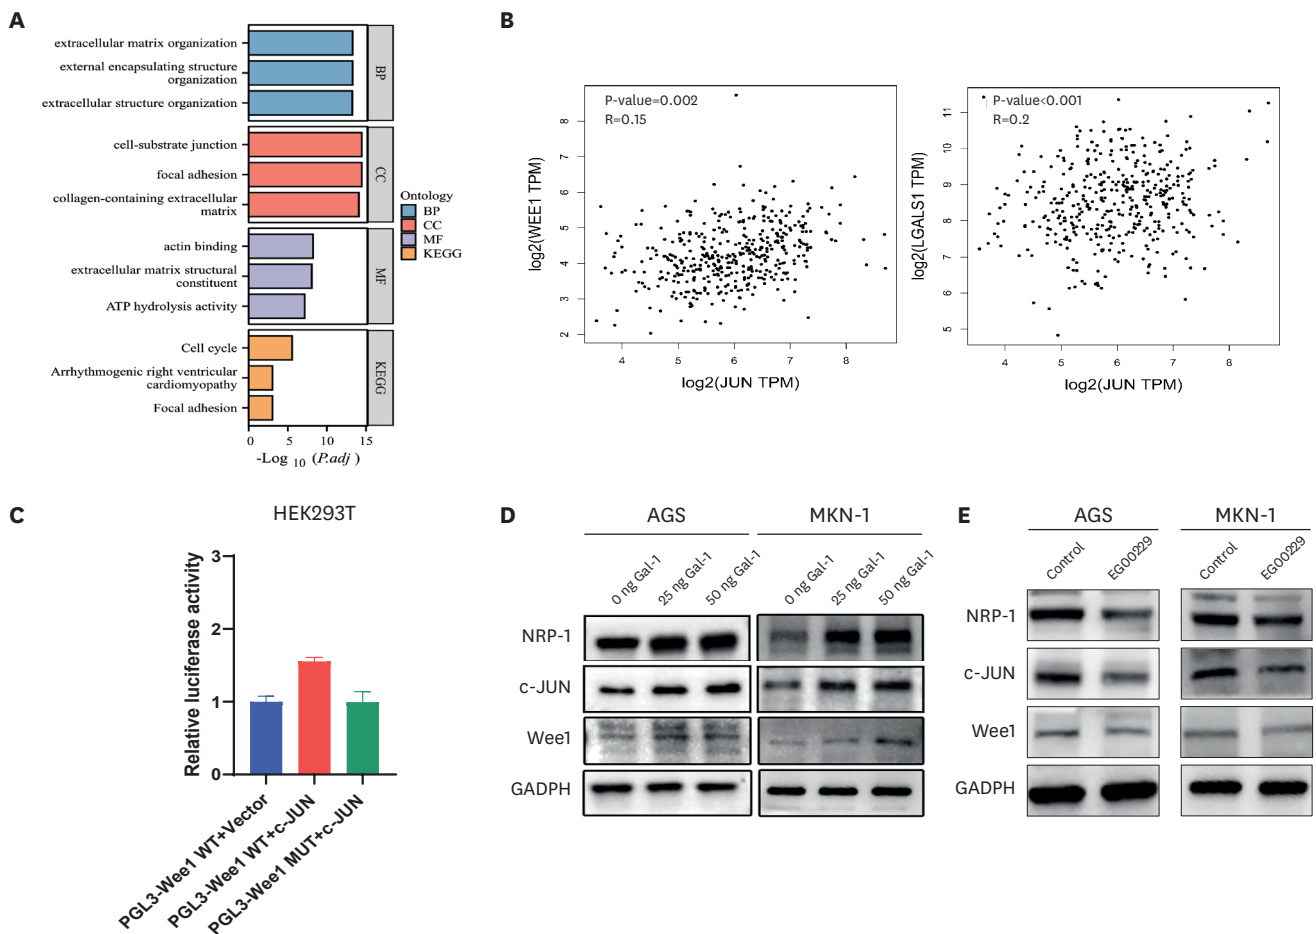 A
extracellular matrix organization
external encapsulating structure
organization
extracellular structure organization
BP
cell-substrate junction
focal adhesion
collagen-containing extracellular
matrix
CC
actin binding
extracellular matrix structural
constituent
ATP hydrolysis activity
MF
Cell cycle
Arrhythmogenic right ventricular
cardiomyopathy
Focal adhesion
KEGG
0 5 10 15
-Log 10 (P.adj )
Ontology
BP
CC
MF
KEGG
B
P-value=0.002
R=0.15
log2(WEE1 TPM)
8
7
6
5
4
3
2
4 5 6 7 8
log2(JUN TPM)
P-value<0.001
R=0.2
log2(LGALS1 TPM)
11
10
9
8
7
6
5
4 5 6 7 8
log2(JUN TPM)
C
HEK293T
Relative luciferase activity
3
2
1
0
PGL3-Wee1 WT+Vector
PGL3-Wee1 WT+c-JUN
PGL3-Wee1 MUT+c-JUN
D
AGS MKN-1
0 ng Gal-1 25 ng Gal-1 50 ng Gal-1 0 ng Gal-1 25 ng Gal-1 50 ng Gal-1
NRP-1
c-JUN
Wee1
GADPH
E
AGS MKN-1
Control EG00229 Control EG00229
NRP-1
c-JUN
Wee1
GADPH